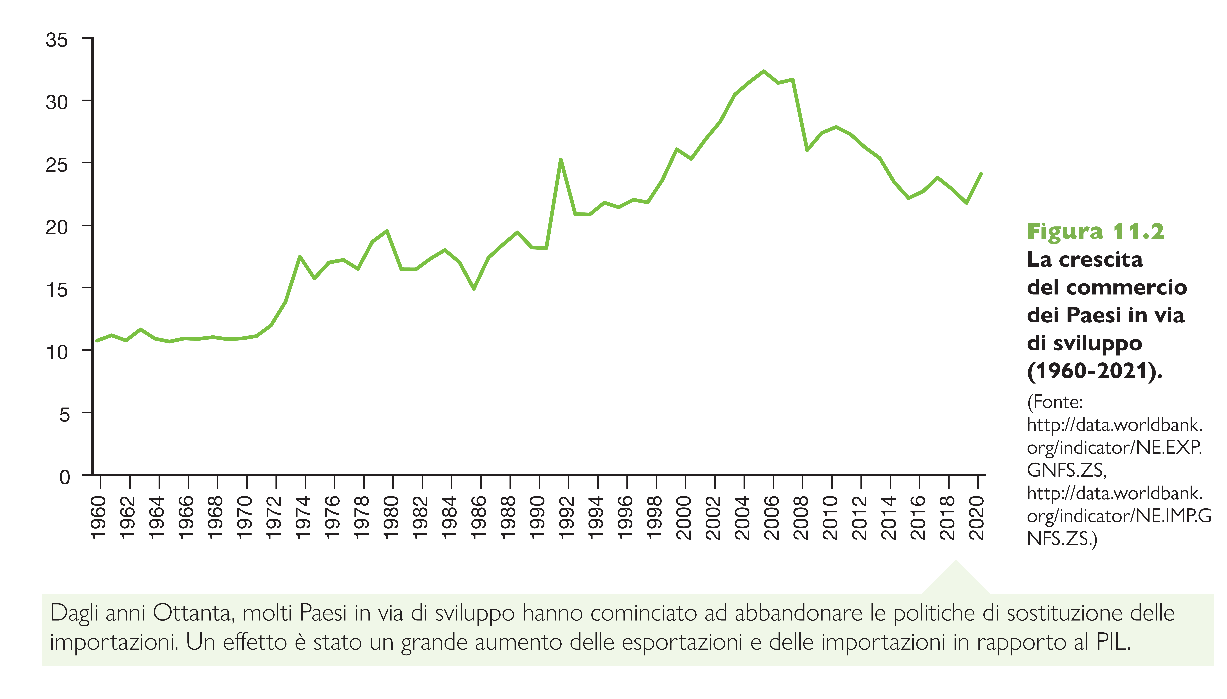 35
30
25
20
15
10
5
0
1960
1962
1964
1966
1968
1970
1972
1974
1976
1978
1980
1982
1984
1986
1988
1990
1992
1994
1996
1998
2000
2002
2004
2006
2008
2010
2012
2014
2016
2018
2020
Figura 11.2
La crescita
del commercio
dei Paesi in via
di sviluppo
(1960-2021).
(Fonte:
http://data.worldbank.
org/indicator/NE.EXP.
GNFS.ZS,
http://data.worldbank.
org/indicator/NE.IMP.G
NFS.ZS.)
Dagli anni Ottanta, molti Paesi in via di sviluppo hanno cominciato ad abbandonare le politiche di sostituzione delle
importazioni. Un effetto è stato un grande aumento delle esportazioni e delle importazioni in rapporto al PIL.